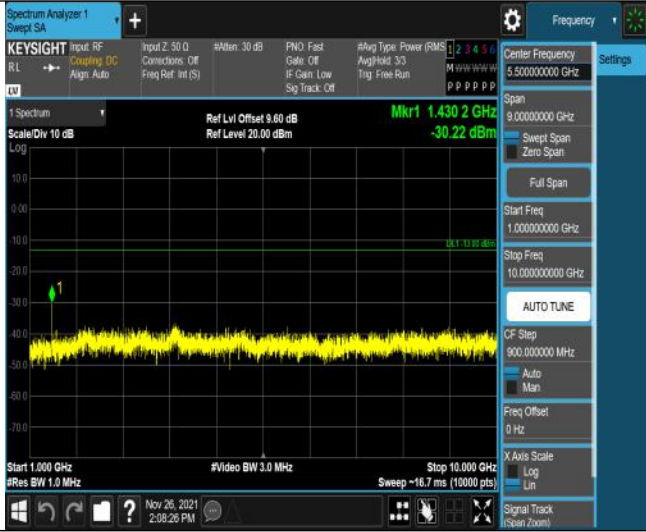 Spectrum Analyzer 1
Swept SA
+
Frequency
KEYSIGHT
RL
LV
Input: RF
Coupling: DC
Align: Auto
Input Z: 50 Ω
Corrections: Off
Freq Ref: Int (S)
#Atten: 30 dB
PNO: Fast
Gate: Off
IF Gain: Low
Sig Track: Off
#Avg Type: Power (RMS
Avg|Hold: 3/3
Trig: Free Run
1 2 3 4 5 6
M W W W W W
P P P P P P
1 Spectrum
Scale/Div 10 dB
Ref Lvl Offset 9.60 dB
Ref Level 20.00 dBm
Mkr1 1.430 2 GHz
-30.22 dBm
Log
10.0
0.00
-10.0
DL1 -13.00 dBm
-20.0
1
-30.0
-40.0
-50.0
-60.0
-70.0
Start 1.000 GHz
#Res BW 1.0 MHz
#Video BW 3.0 MHz
Stop 10.000 GHz
Sweep ~16.7 ms (10000 pts)
Nov 26, 2021
2:08:26 PM
?
Center Frequency
5.500000000 GHz
Settings
Span
9.00000000 GHz
Swept Span
Zero Span
Full Span
Start Freq
1.000000000 GHz
Stop Freq
10.000000000 GHz
AUTO TUNE
CF Step
900.000000 MHz
Auto
Man
Freq Offset
0 Hz
X Axis Scale
Log
Lin
Signal Track
(Span Zoom)